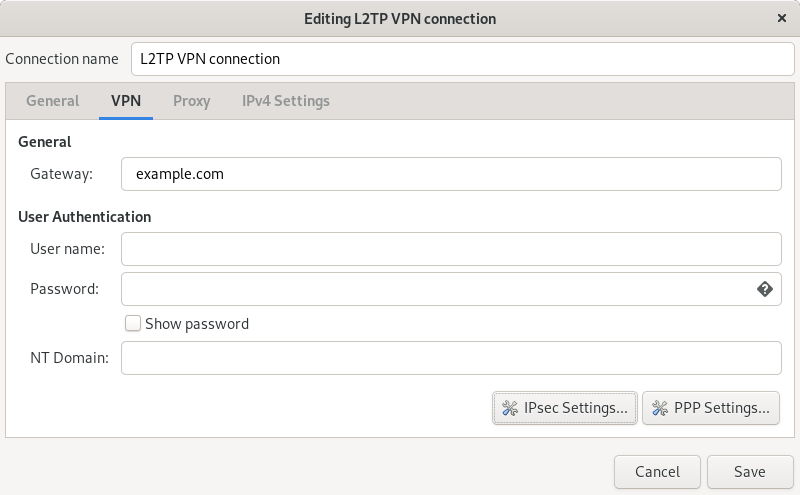 Editing L2TP VPN connection
Connection name L2TP VPN connection
General VPN Proxy IPv4 Settings
General
Gateway: example.com
User Authentication
User name:
Password:
Show password
NT Domain:
IPsec Settings... PPP Settings...
Cancel Save